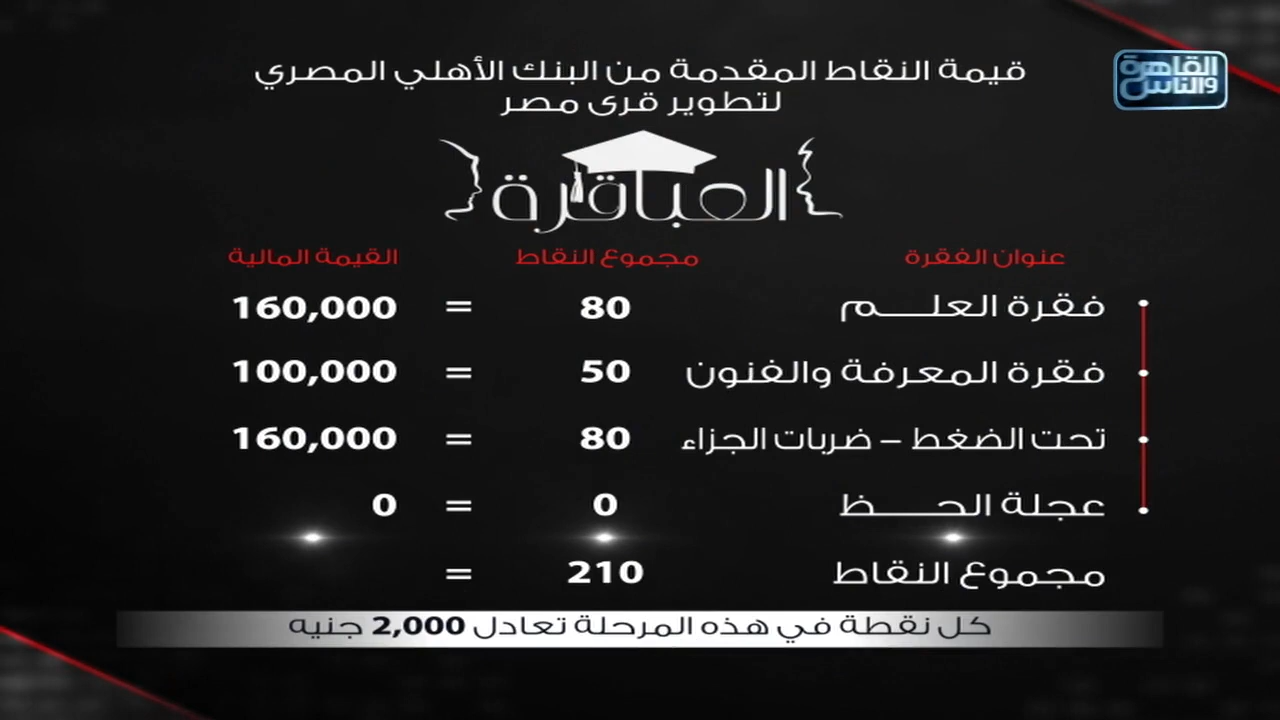 القاهرة
والناس
قيمة النقاط المقدمة من البنك الأهلي المصري
لتطوير قرى مصر
العباقرة
عنوان الفقرة مجموع النقاط القيمة المالية
فقرة العلــــم 80 = 160,000
فقرة المعرفة والفنون 50 = 100,000
تحت الضغط – ضربات الجزاء 80 = 160,000
عجلة الحــــظ 0 = 0
مجموع النقاط 210 =
كل نقطة في هذه المرحلة تعادل 2,000 جنيه